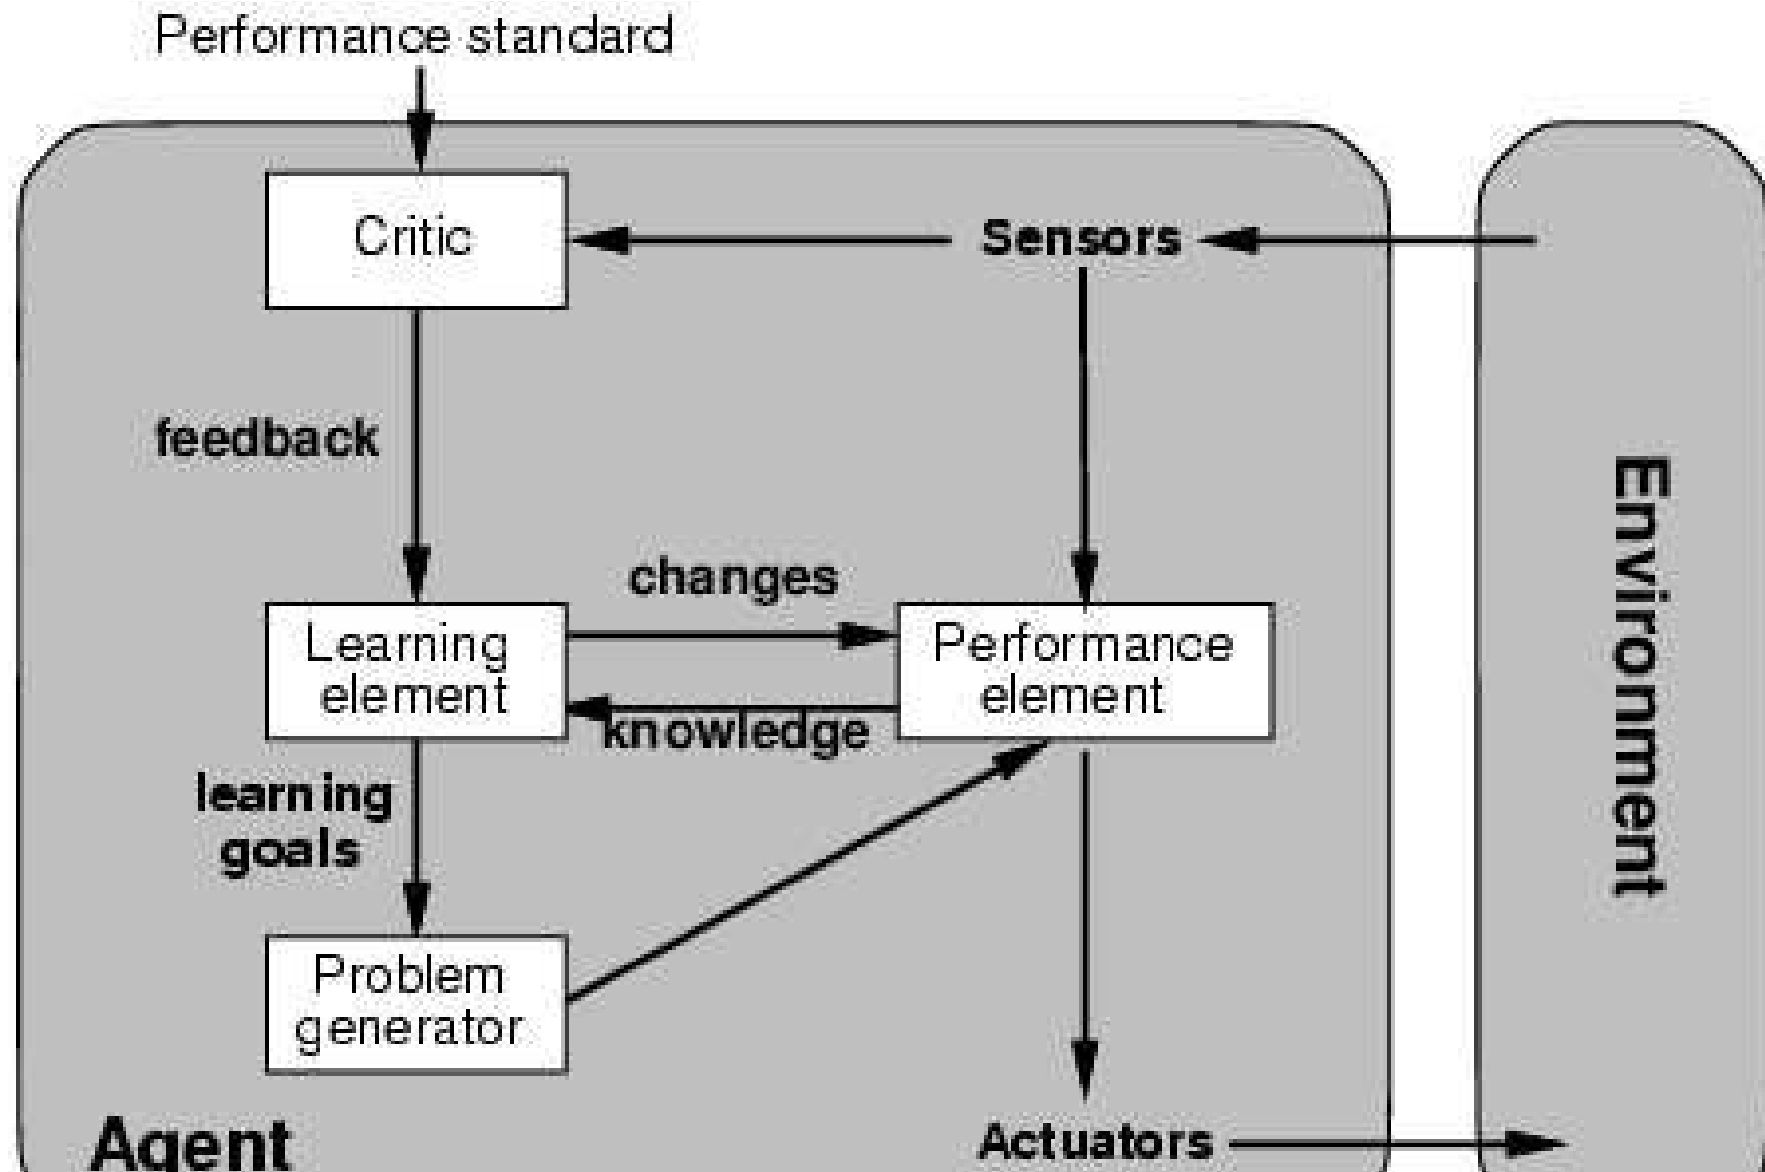 Performance standard
Critic
Sensors
feedback
changes
Learning
element
Performance
element
knowledge
learning
goals
Problem
generator
Environment
Agent
Actuators